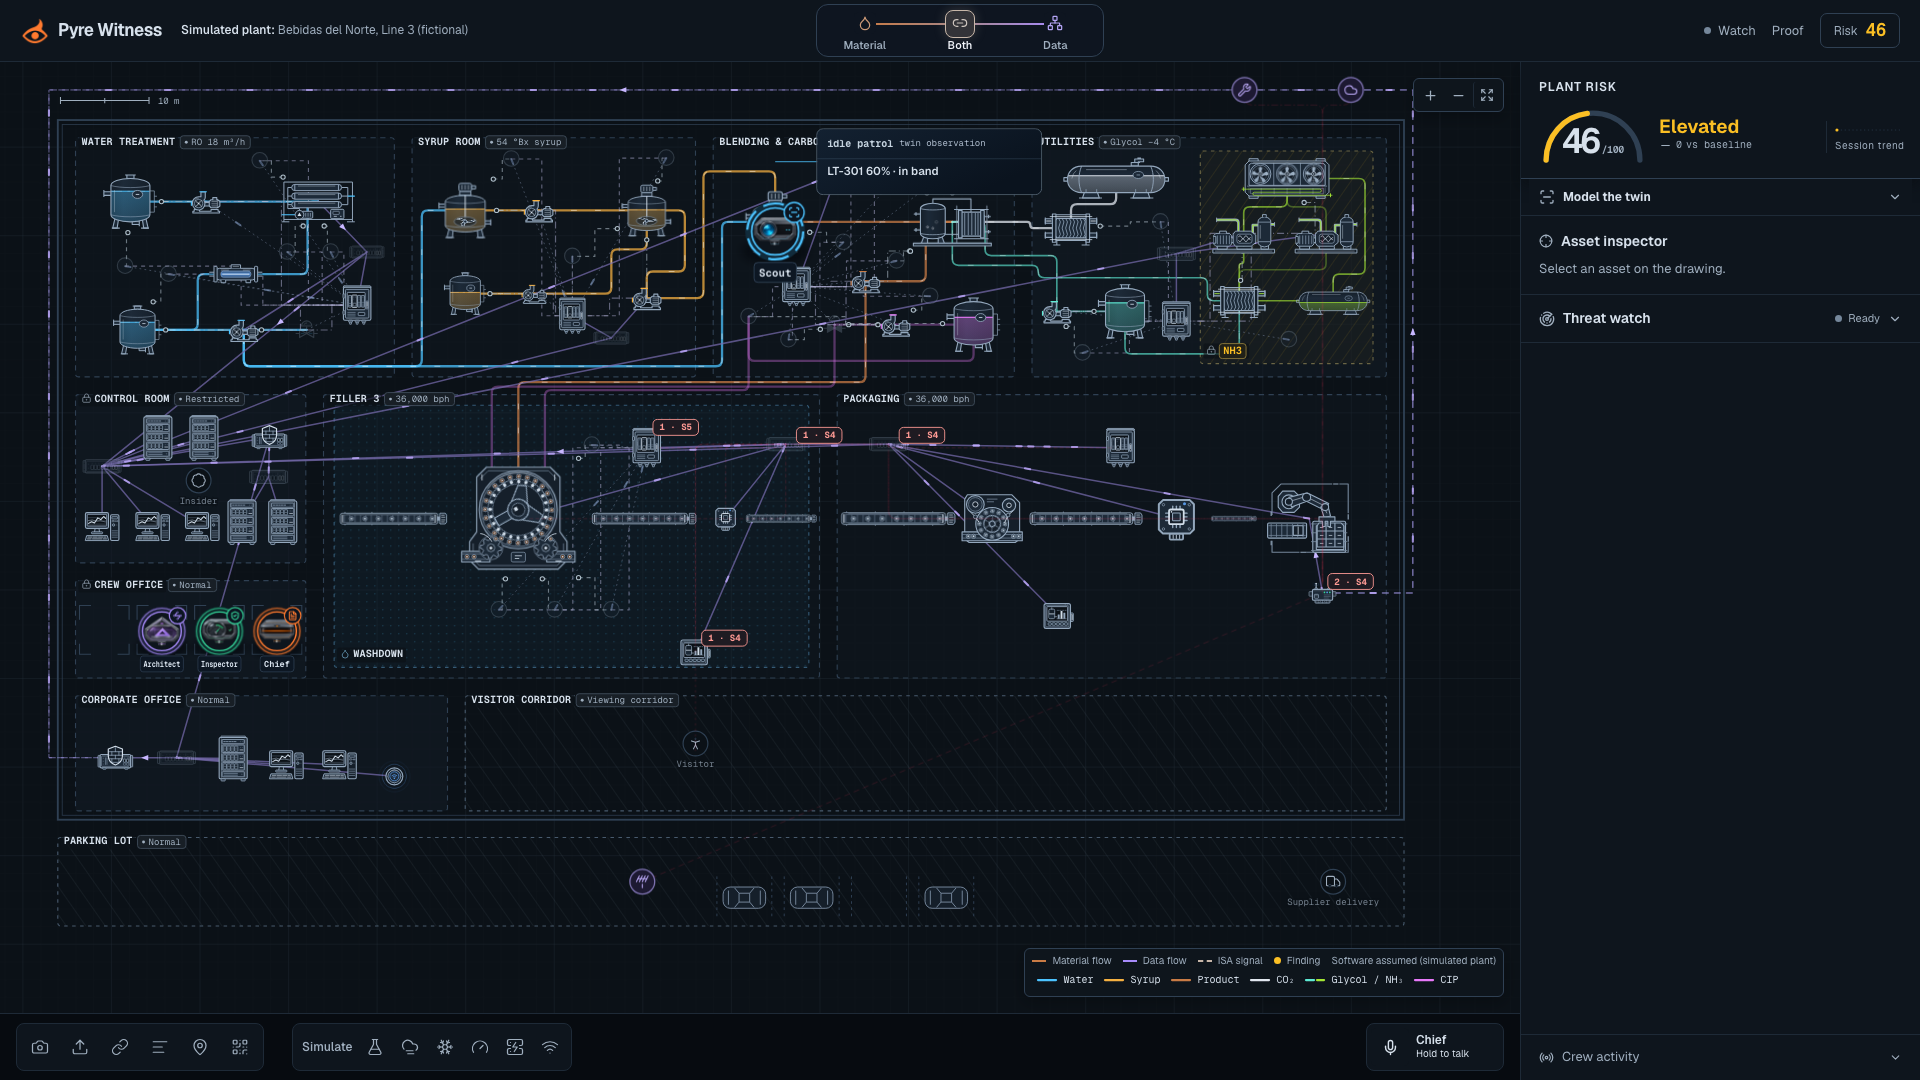 Pyre Witness
Simulated plant: Bebidas del Norte, Line 3 (fictional)
Material
Both
Data
Watch
Proof
Risk 46
10 m
WATER TREATMENT
RO 18 m³/h
SYRUP ROOM
54 °Bx syrup
BLENDING & CARBO
UTILITIES
Glycol −4 °C
idle patrol twin observation
LT-301 60% · in band
Scout
NH3
CONTROL ROOM
Restricted
FILLER 3
36,000 bph
PACKAGING
36,000 bph
1 · S5
1 · S4
1 · S4
Insider
2 · S4
CREW OFFICE
Normal
Architect
Inspector
Chief
1 · S4
WASHDOWN
CORPORATE OFFICE
Normal
VISITOR CORRIDOR
Viewing corridor
Visitor
PARKING LOT
Normal
Supplier delivery
Material flow
Data flow
ISA signal
Finding
Software assumed (simulated plant)
Water
Syrup
Product
CO₂
Glycol / NH₃
CIP
Simulate
Chief
Hold to talk
PLANT RISK
46/100
Elevated
— 0 vs baseline
Session trend
Model the twin
Asset inspector
Select an asset on the drawing.
Threat watch
Ready
Crew activity